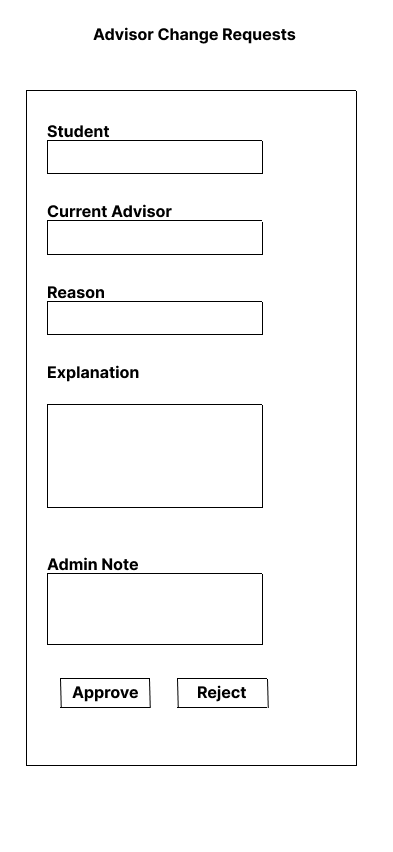 Advisor Change Requests
Student
Current Advisor
Reason
Explanation
Admin Note
Approve Reject